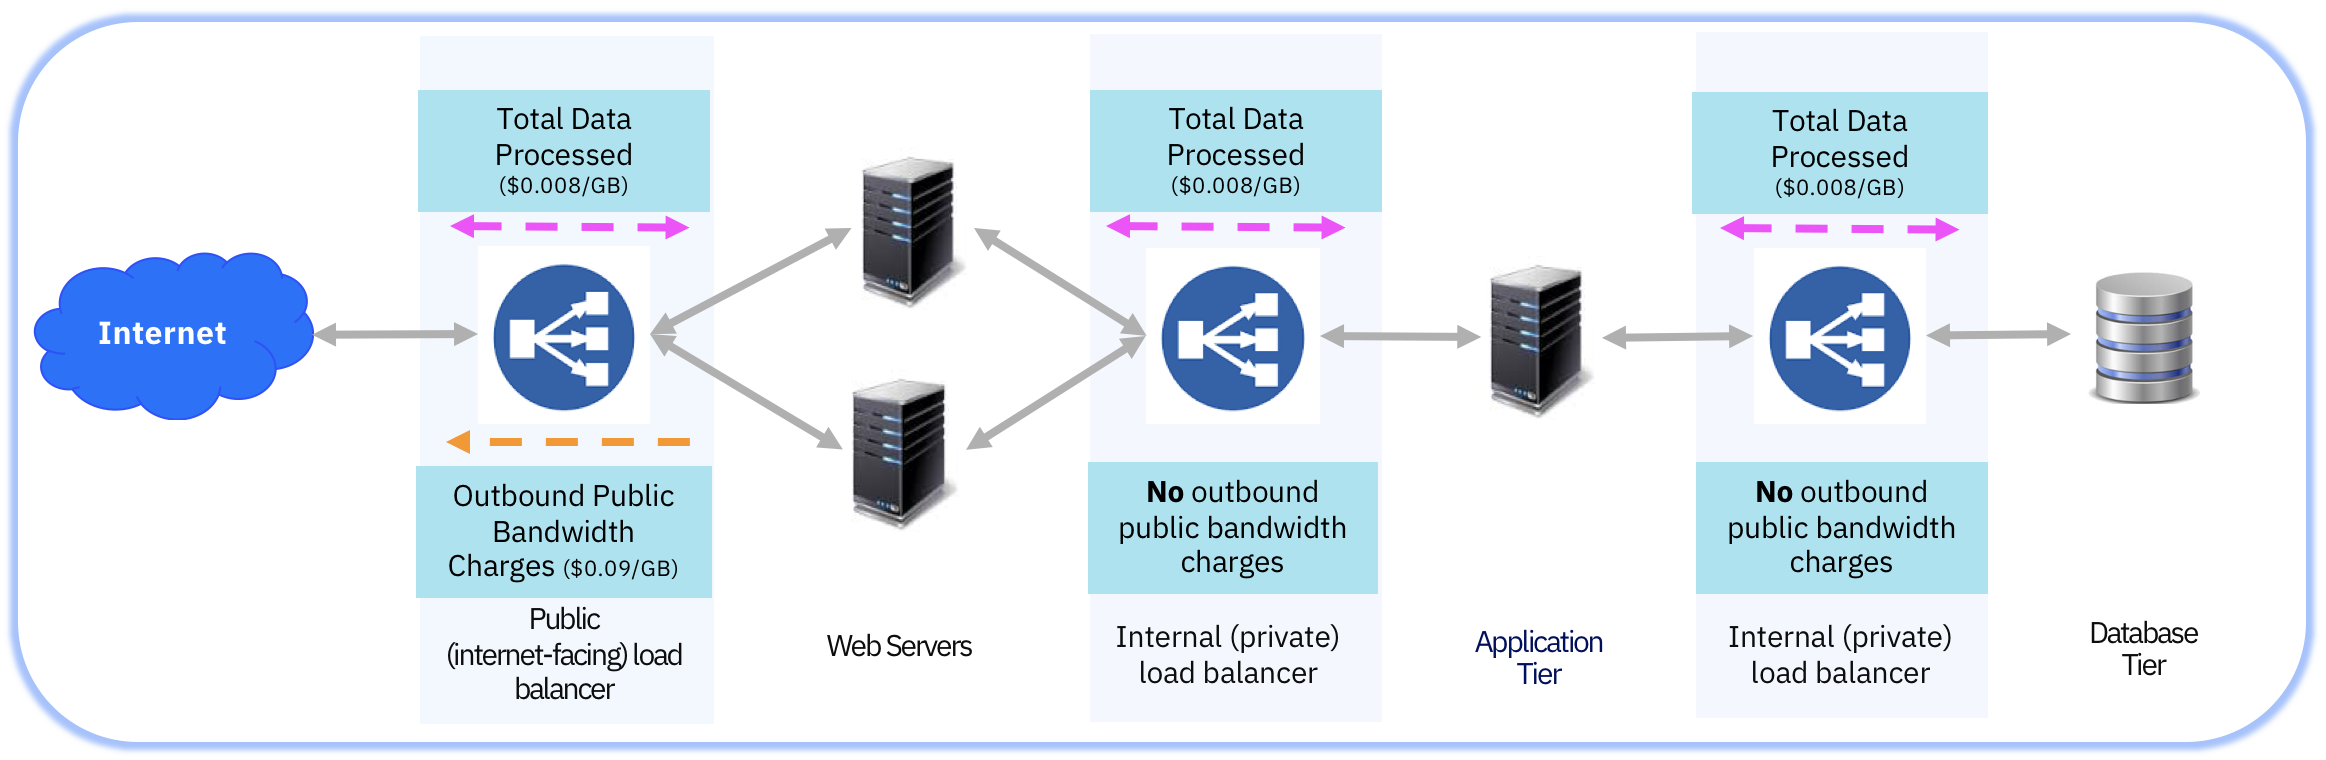 Internet
Total Data
Processed
($0.008/GB)
Outbound Public
Bandwidth
Charges ($0.09/GB)
Public
(internet-facing) load
balancer
Web Servers
Total Data
Processed
($0.008/GB)
No outbound
public bandwidth
charges
Internal (private)
load balancer
Application
Tier
Total Data
Processed
($0.008/GB)
No outbound
public bandwidth
charges
Internal (private)
load balancer
Database
Tier